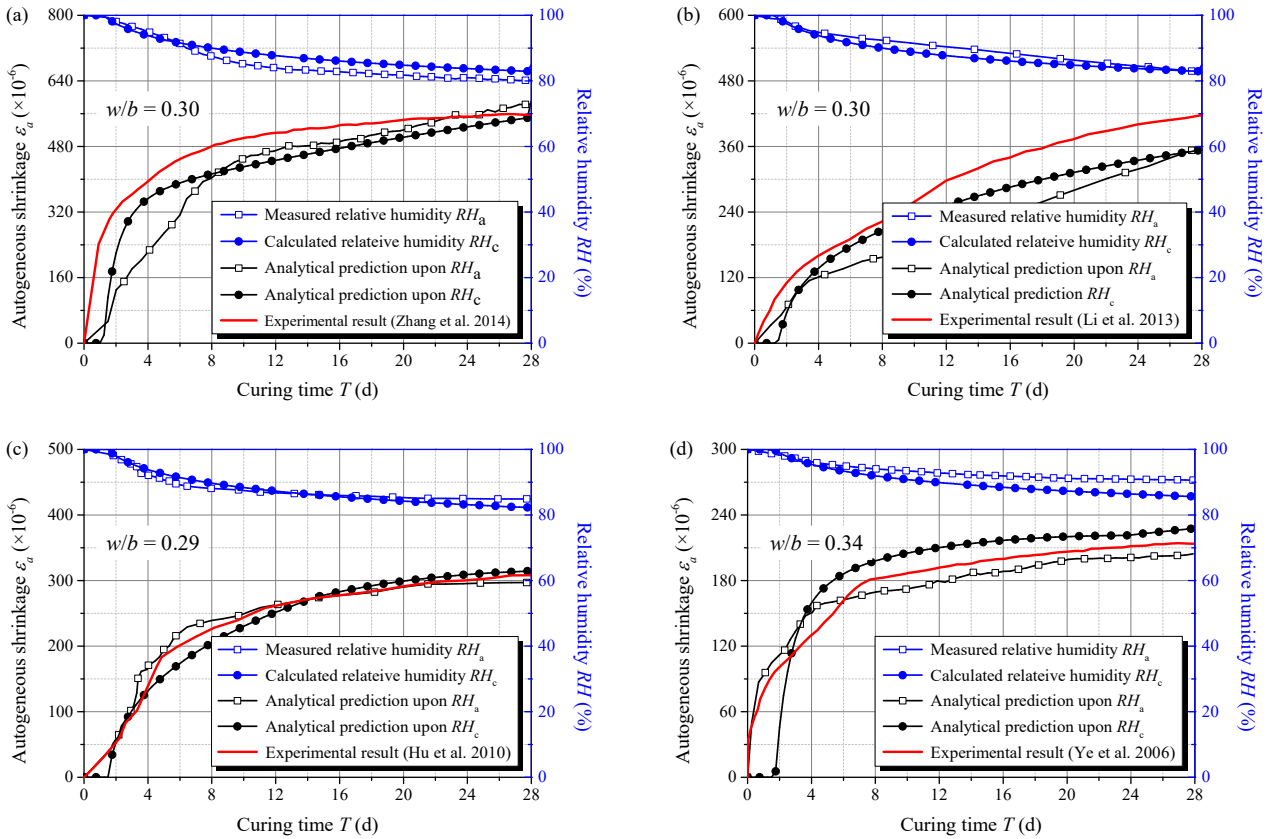 (a)
w/b = 0.30
Autogeneous shrinkage εa (×10-6)
800
640
480
320
160
0
100
80
60
40
20
0
Relative humidity RH (%)
Measured relative humidity RHa
Calculated relateive humidity RHc
Analytical prediction upon RHa
Analytical prediction upon RHc
Experimental result (Zhang et al. 2014)
0 4 8 12 16 20 24 28
Curing time T (d)
(b)
w/b = 0.30
Autogeneous shrinkage εa (×10-6)
600
480
360
240
120
0
100
80
60
40
20
0
Relative humidity RH (%)
Measured relative humidity RHa
Calculated relateive humidity RHc
Analytical prediction upon RHa
Analytical prediction RHc
Experimental result (Li et al. 2013)
0 4 8 12 16 20 24 28
Curing time T (d)
(c)
w/b = 0.29
Autogeneous shrinkage εa (×10-6)
500
400
300
200
100
0
100
80
60
40
20
0
Relative humidity RH (%)
Measured relative humidity RHa
Calculated relateive humidity RHc
Analytical prediction upon RHa
Analytical prediction upon RHc
Experimental result (Hu et al. 2010)
0 4 8 12 16 20 24 28
Curing time T (d)
(d)
w/b = 0.34
Autogeneous shrinkage εa (×10-6)
300
240
180
120
60
0
100
80
60
40
20
0
Relative humidity RH (%)
Measured relative humidity RHa
Calculated relateive humidity RHc
Analytical prediction upon RHa
Analytical prediction upon RHc
Experimental result (Ye et al. 2006)
0 4 8 12 16 20 24 28
Curing time T (d)